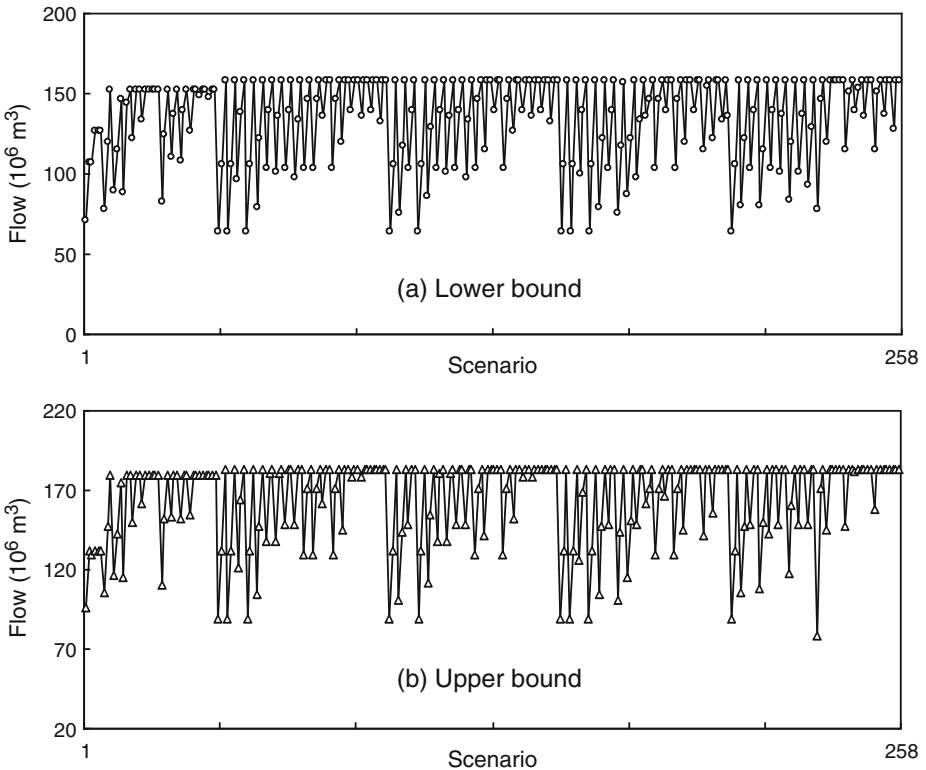 200
150
100
50
0
Flow (10⁶ m³)
(a) Lower bound
1
Scenario
258
220
170
120
70
20
Flow (10⁶ m3)
(b) Upper bound
1
Scenario
258